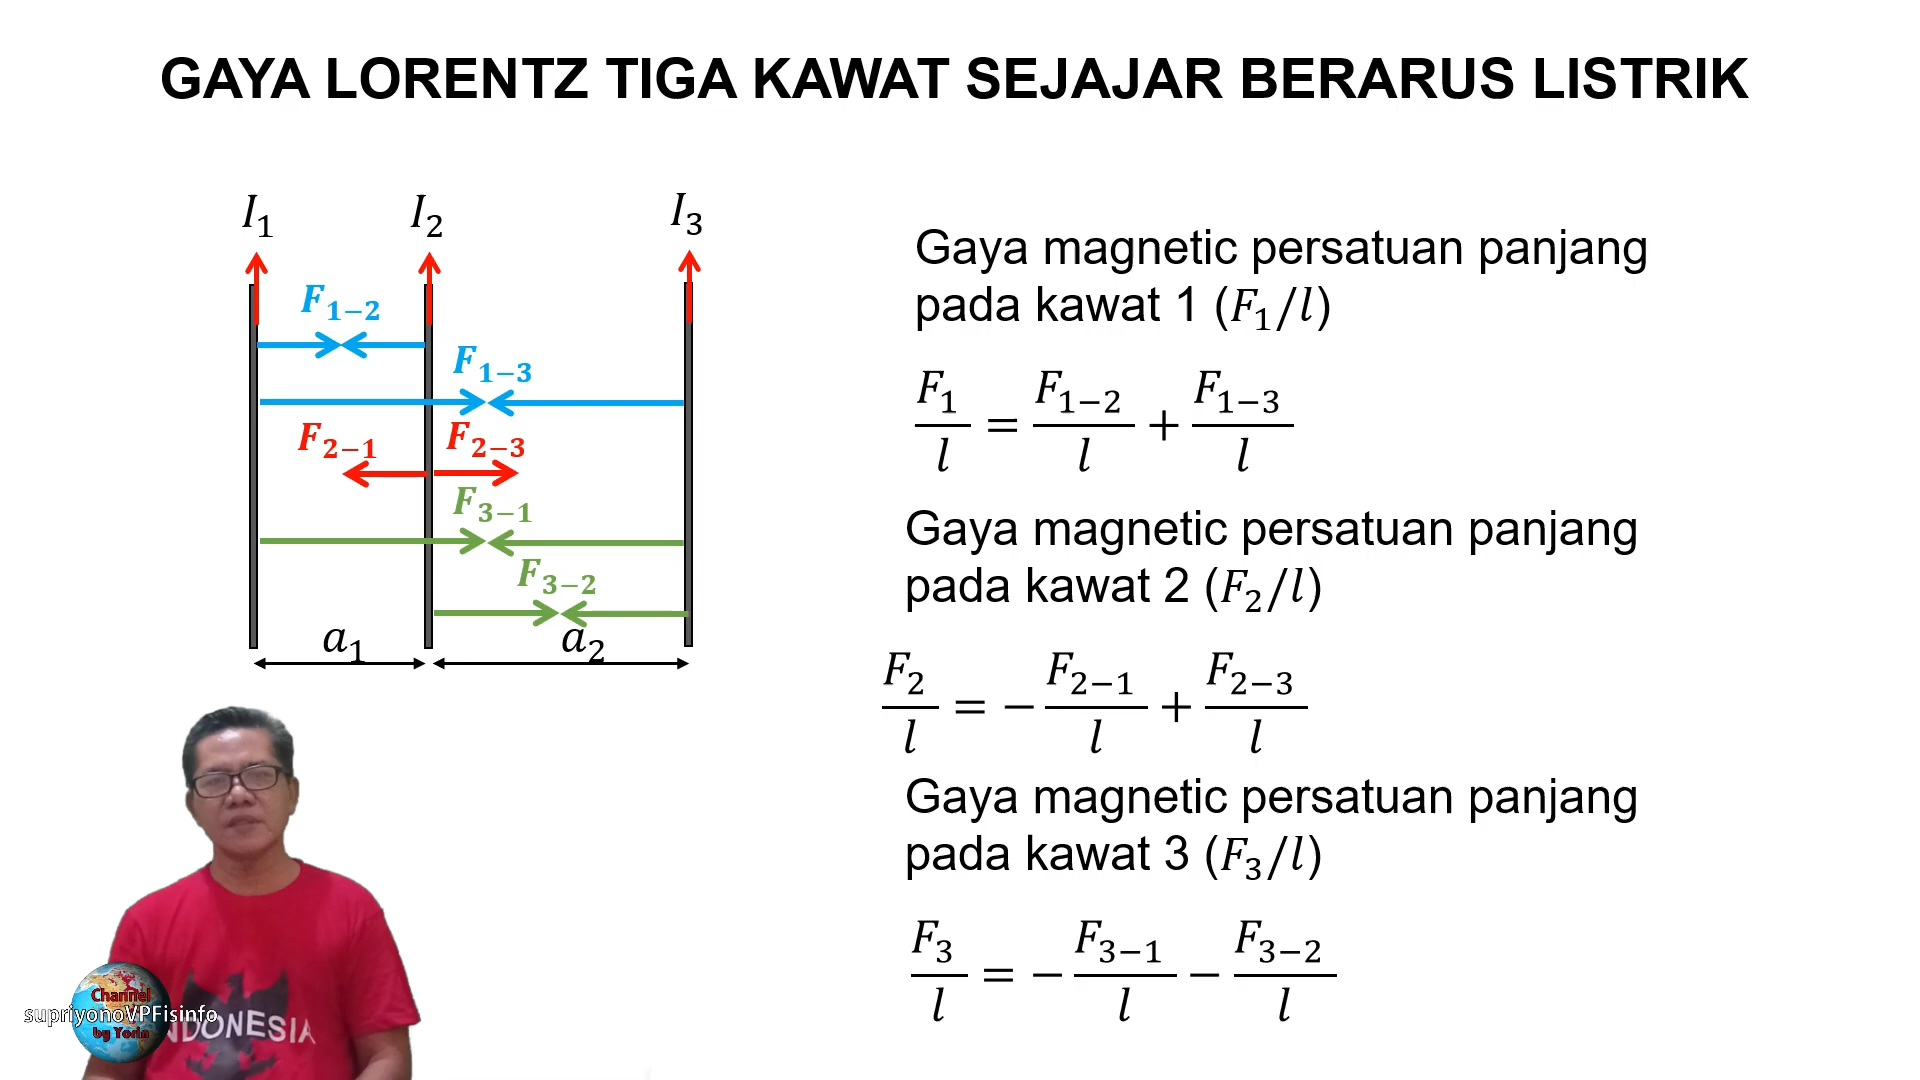 GAYA LORENTZ TIGA KAWAT SEJAJAR BERARUS LISTRIK
I₁ I₂ I₃
F₁₋₂
F₁₋₃
F₂₋₁ F₂₋₃
F₃₋₁
F₃₋₂
a₁ a₂
Gaya magnetic persatuan panjang
pada kawat 1 (F₁/l)
F₁/l = F₁₋₂/l + F₁₋₃/l
Gaya magnetic persatuan panjang
pada kawat 2 (F₂/l)
F₂/l = − F₂₋₁/l + F₂₋₃/l
Gaya magnetic persatuan panjang
pada kawat 3 (F₃/l)
F₃/l = − F₃₋₁/l − F₃₋₂/l
Channel
supriyonoVPFisinfo
by Yorin
NDONESIA